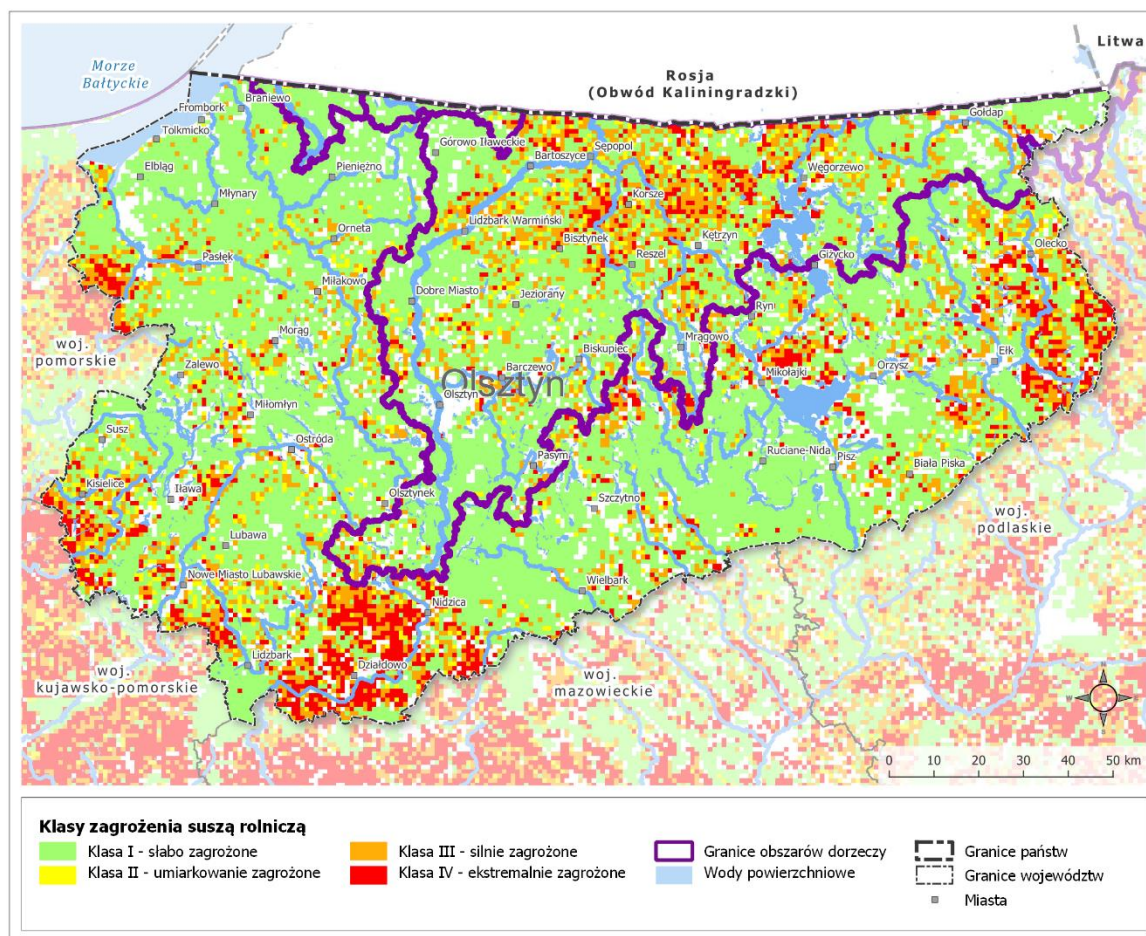 Morze
Bałtyckie
Litwa
Rosja
(Obwód Kaliningradzki)
Frombork
Braniewo
Tolkmicko
Gołdap
Górowo Iławeckie
Sępopol
Bartoszyce
Elbląg
Pieniężno
Węgorzewo
Młynary
Korsze
Lidzbark Warmiński
Orneta
Bisztynek
Kętrzyn
Olecko
Pasłęk
Reszel
Giżycko
Miłakowo
Dobre Miasto
Jeziorany
Ryn
Morąg
woj.
pomorskie
Mrągowo
Zalewo
Biskupiec
Barczewo
Ełk
Olsztyn
Mikołajki
Orzysz
Olsztyn
Miłomłyn
Susz
Ostróda
Ruciane-Nida
Pisz
Pasym
Biała Piska
Kisielice
Iława
Olsztynek
Szczytno
woj.
podlaskie
Lubawa
Nowe Miasto Lubawskie
Wielbark
Nidzica
Lidzbark
Działdowo
woj.
kujawsko-pomorskie
woj.
mazowieckie
0 10 20 30 40 50 km
Klasy zagrożenia suszą rolniczą
Klasa I - słabo zagrożone
Klasa III - silnie zagrożone
Granice obszarów dorzeczy
Granice państw
Klasa II - umiarkowanie zagrożone
Klasa IV - ekstremalnie zagrożone
Wody powierzchniowe
Granice województw
Miasta